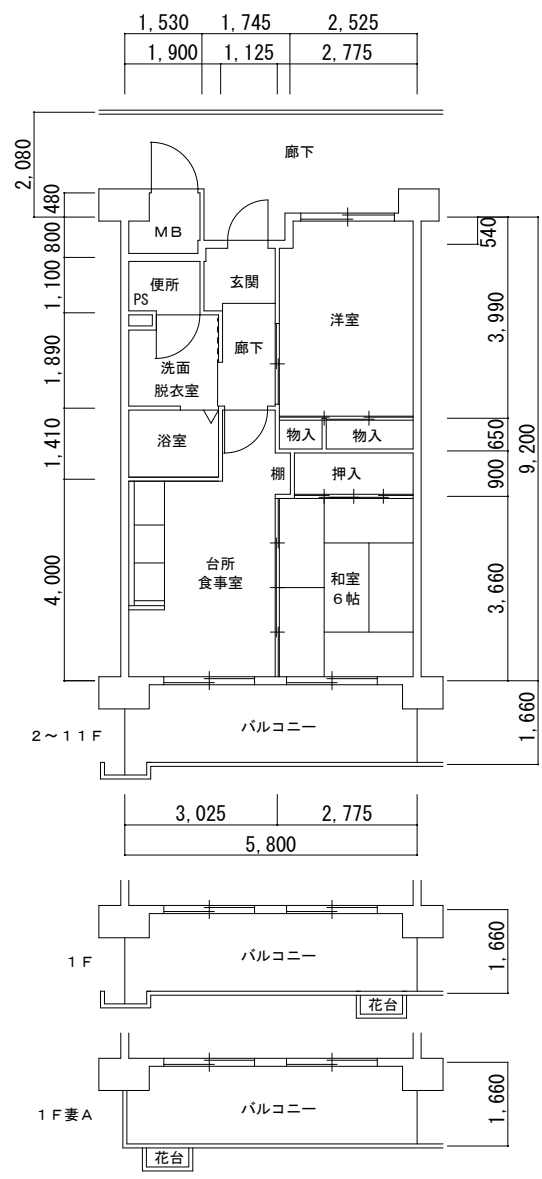 1,530 1,745 2,525
1,900 1,125 2,775
2,080
廊下
480
MB
540
800
便所
PS
玄関
1,100
洋室
3,990
廊下
洗面
脱衣室
1,890
浴室
物入
物入
650
1,410
棚
押入
900
9,200
台所
食事室
和室
6帖
4,000
3,660
2～11F
バルコニー
1,660
3,025 2,775
5,800
1F
バルコニー
1,660
花台
1F妻A
バルコニー
1,660
花台